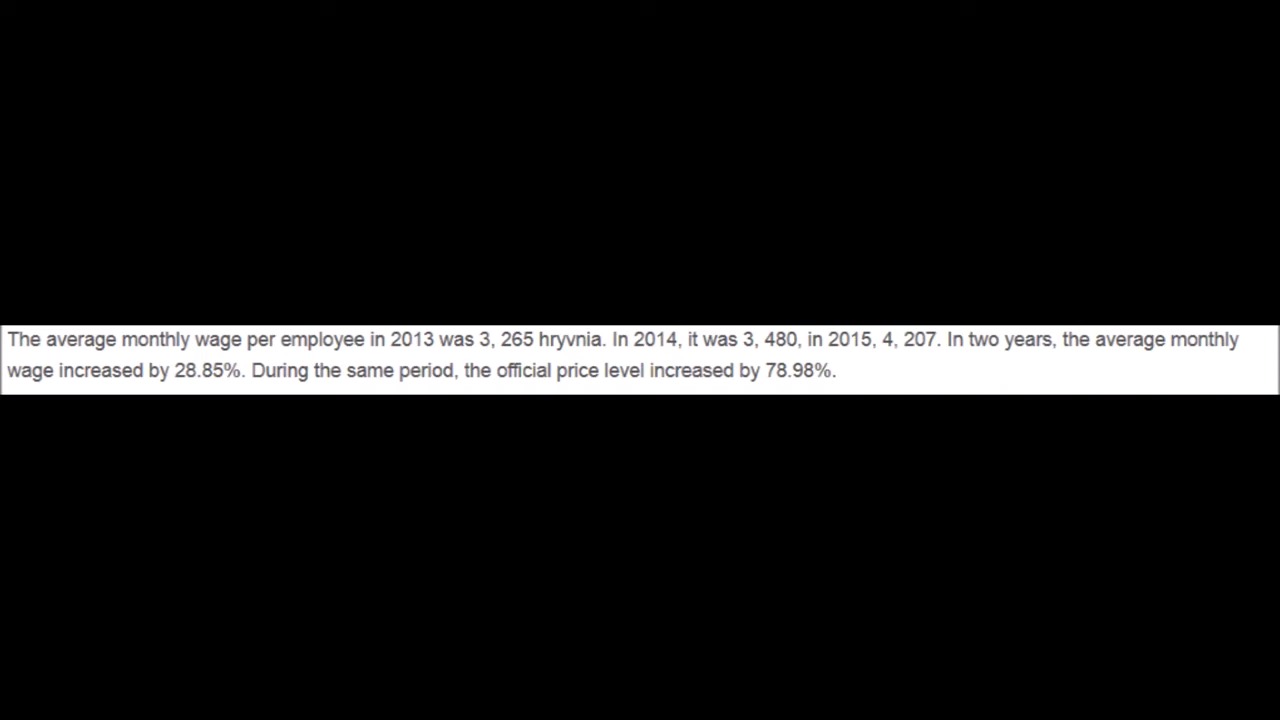 The average monthly wage per employee in 2013 was 3, 265 hryvnia. In 2014, it was 3, 480, in 2015, 4, 207. In two years, the average monthly
wage increased by 28.85%. During the same period, the official price level increased by 78.98%.